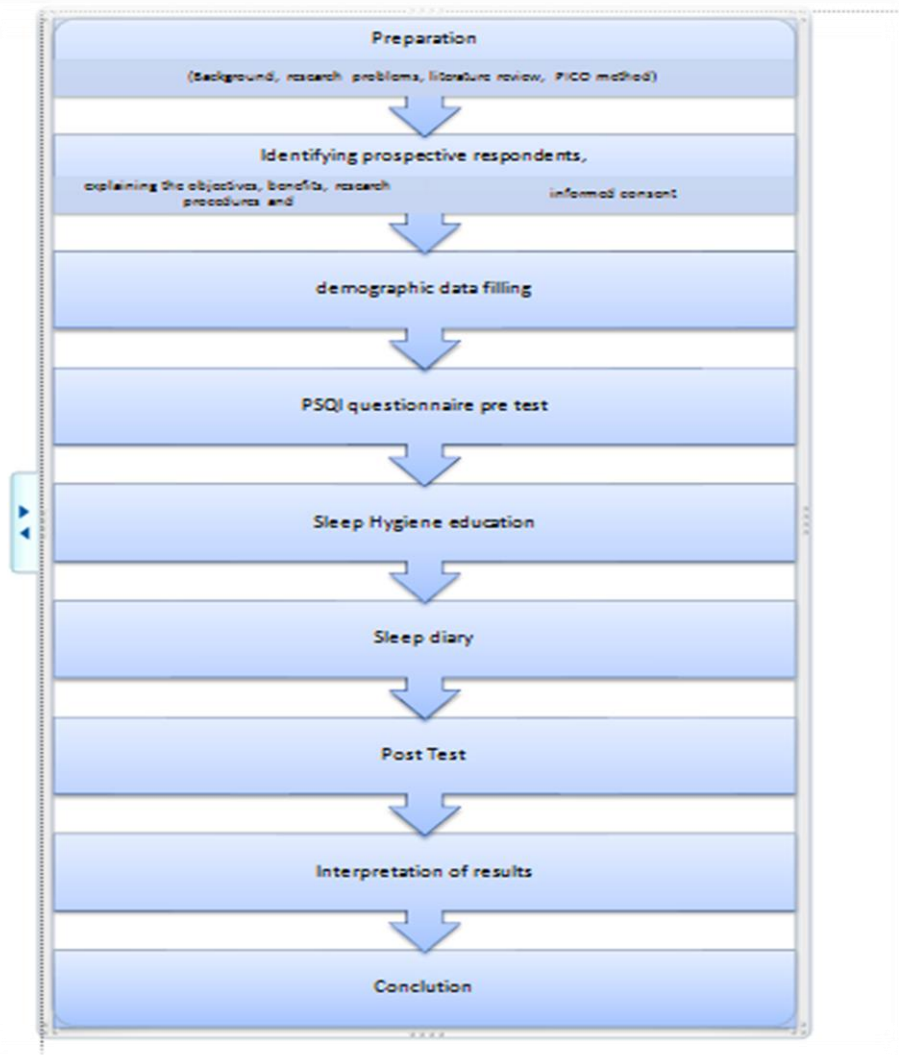 Preparation
(Background, research problems, literature review, PICO method)
Identifying prospective respondents,
explaining the objectives, benefits, research
procedures and
informed consent
demographic data filling
PSQI questionnaire pre test
Sleep Hygiene education
Sleep diary
Post Test
Interpretation of results
Conclution